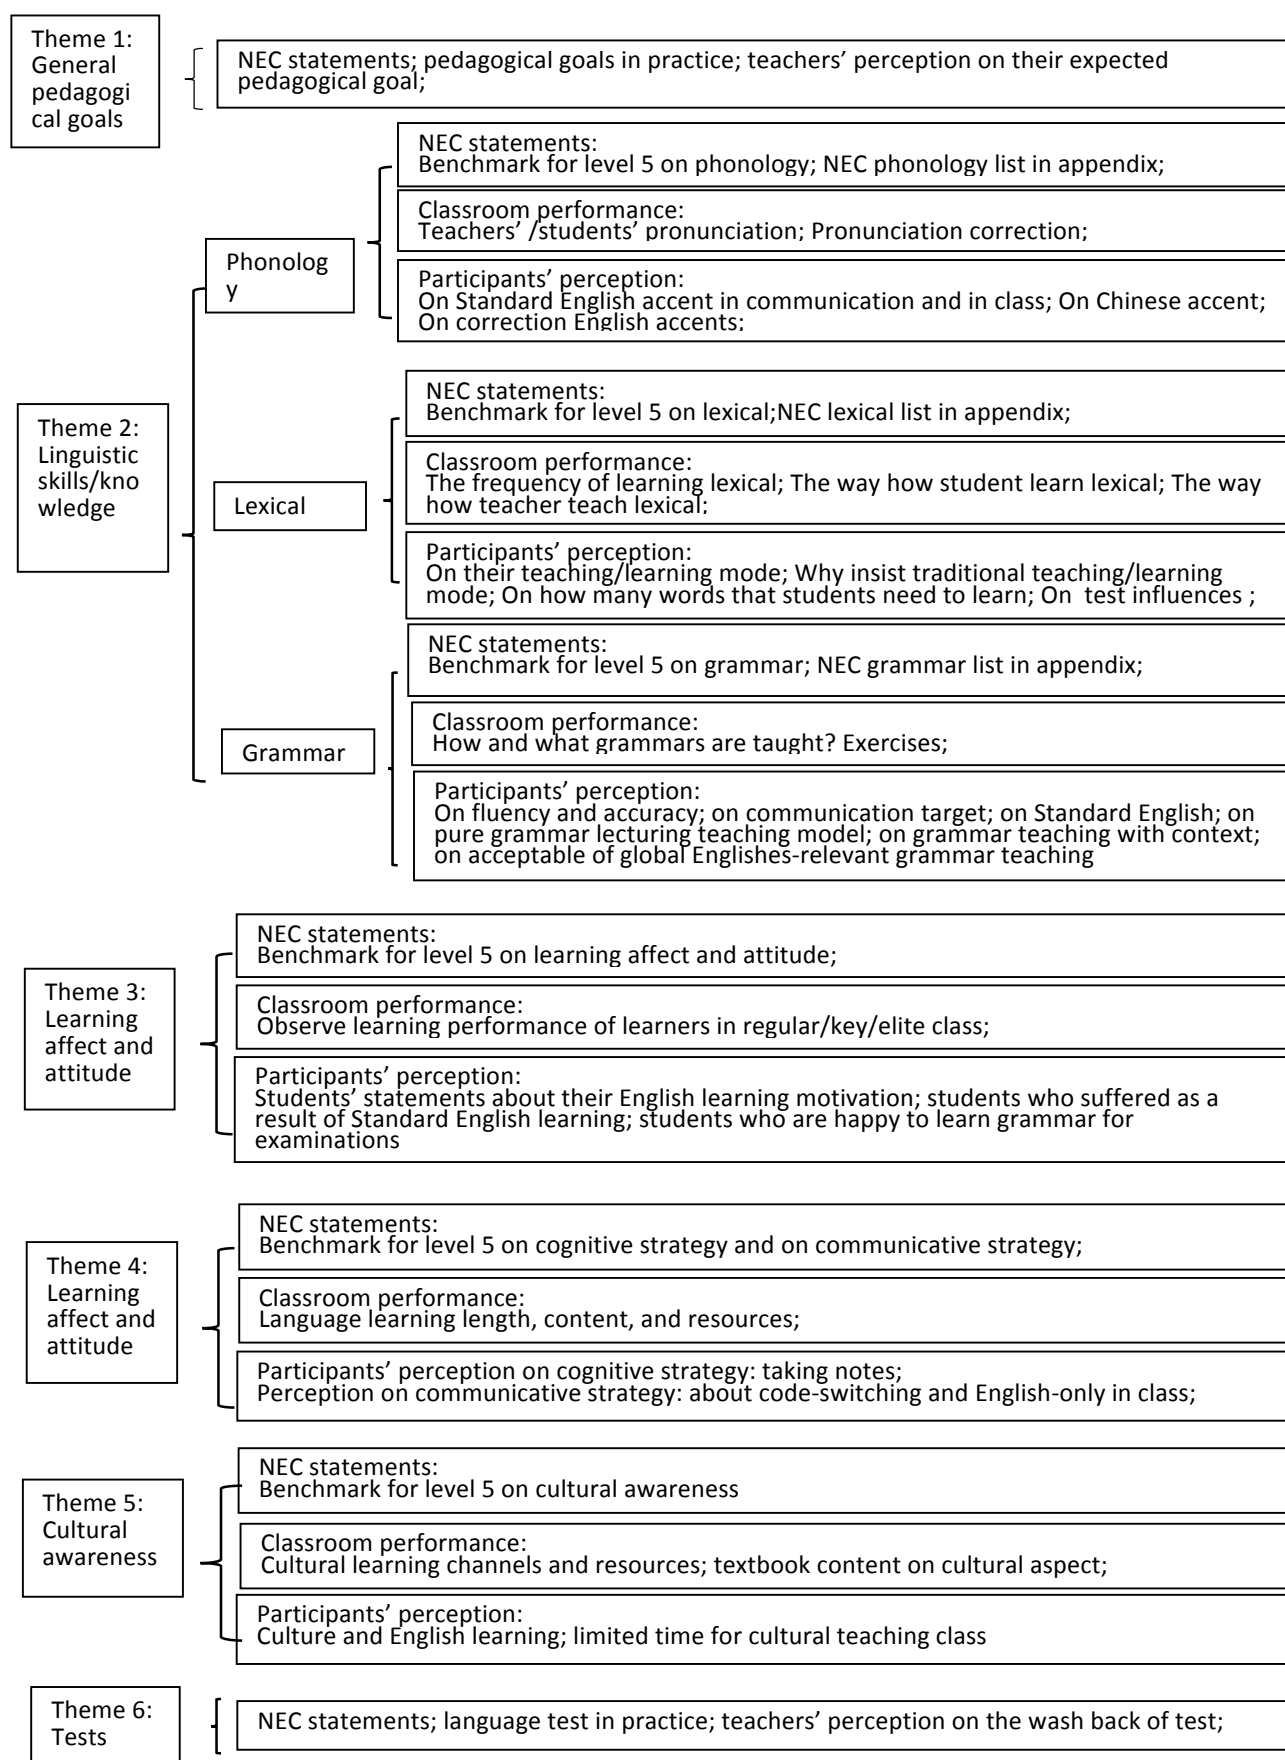 Theme 1:
General
pedagogi
cal goals
NEC statements; pedagogical goals in practice; teachers’ perception on their expected
pedagogical goal;
Theme 2:
Linguistic
skills/kno
wledge
Phonolog
y
NEC statements:
Benchmark for level 5 on phonology; NEC phonology list in appendix;
Classroom performance:
Teachers’ /students’ pronunciation; Pronunciation correction;
Participants’ perception:
On Standard English accent in communication and in class; On Chinese accent;
On correction English accents;
Lexical
NEC statements:
Benchmark for level 5 on lexical;NEC lexical list in appendix;
Classroom performance:
The frequency of learning lexical; The way how student learn lexical; The way
how teacher teach lexical;
Participants’ perception:
On their teaching/learning mode; Why insist traditional teaching/learning
mode; On how many words that students need to learn; On  test influences ;
Grammar
NEC statements:
Benchmark for level 5 on grammar; NEC grammar list in appendix;
Classroom performance:
How and what grammars are taught? Exercises;
Participants’ perception:
On fluency and accuracy; on communication target; on Standard English; on
pure grammar lecturing teaching model; on grammar teaching with context;
on acceptable of global Englishes-relevant grammar teaching
Theme 3:
Learning
affect and
attitude
NEC statements:
Benchmark for level 5 on learning affect and attitude;
Classroom performance:
Observe learning performance of learners in regular/key/elite class;
Participants’ perception:
Students’ statements about their English learning motivation; students who suffered as a
result of Standard English learning; students who are happy to learn grammar for
examinations
Theme 4:
Learning
affect and
attitude
NEC statements:
Benchmark for level 5 on cognitive strategy and on communicative strategy;
Classroom performance:
Language learning length, content, and resources;
Participants’ perception on cognitive strategy: taking notes;
Perception on communicative strategy: about code-switching and English-only in class;
Theme 5:
Cultural
awareness
NEC statements:
Benchmark for level 5 on cultural awareness
Classroom performance:
Cultural learning channels and resources; textbook content on cultural aspect;
Participants’ perception:
Culture and English learning; limited time for cultural teaching class
Theme 6:
Tests
NEC statements; language test in practice; teachers’ perception on the wash back of test;